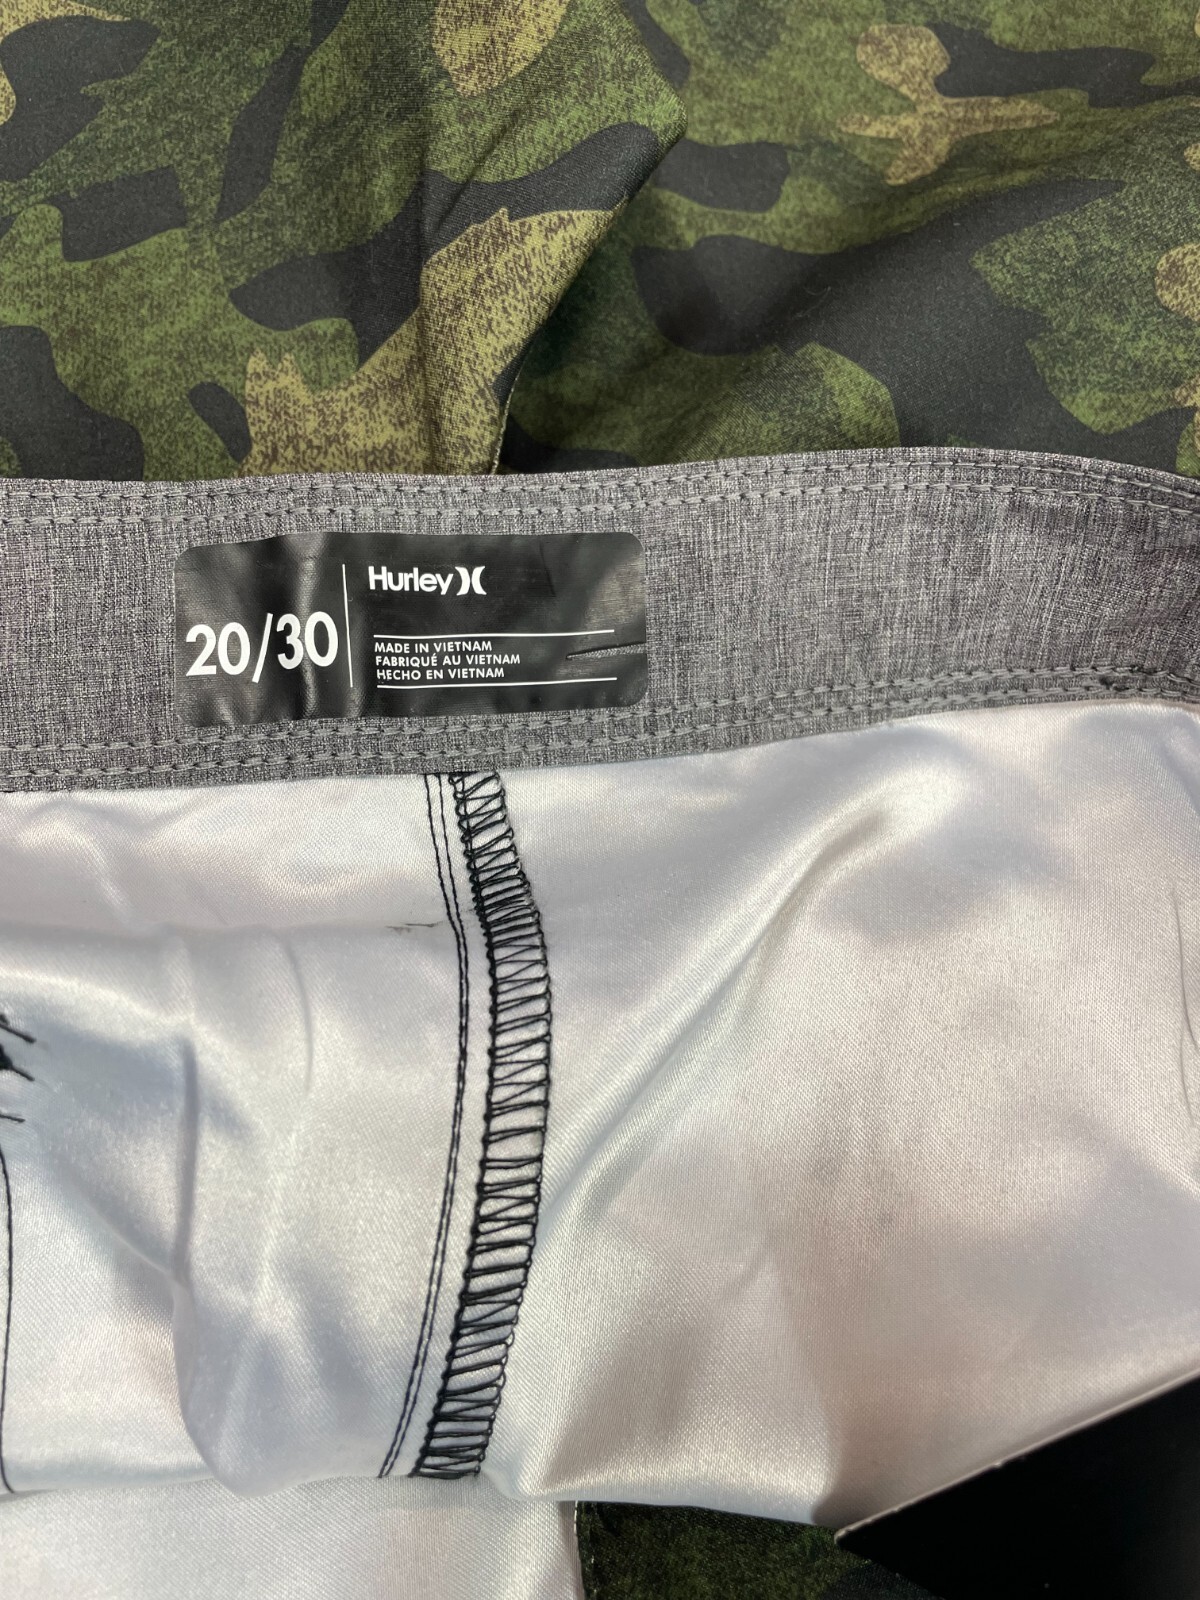 20/30
Hurley
MADE IN VIETNAM
FABRIQUÉ AU VIETNAM
HECHO EN VIETNAM